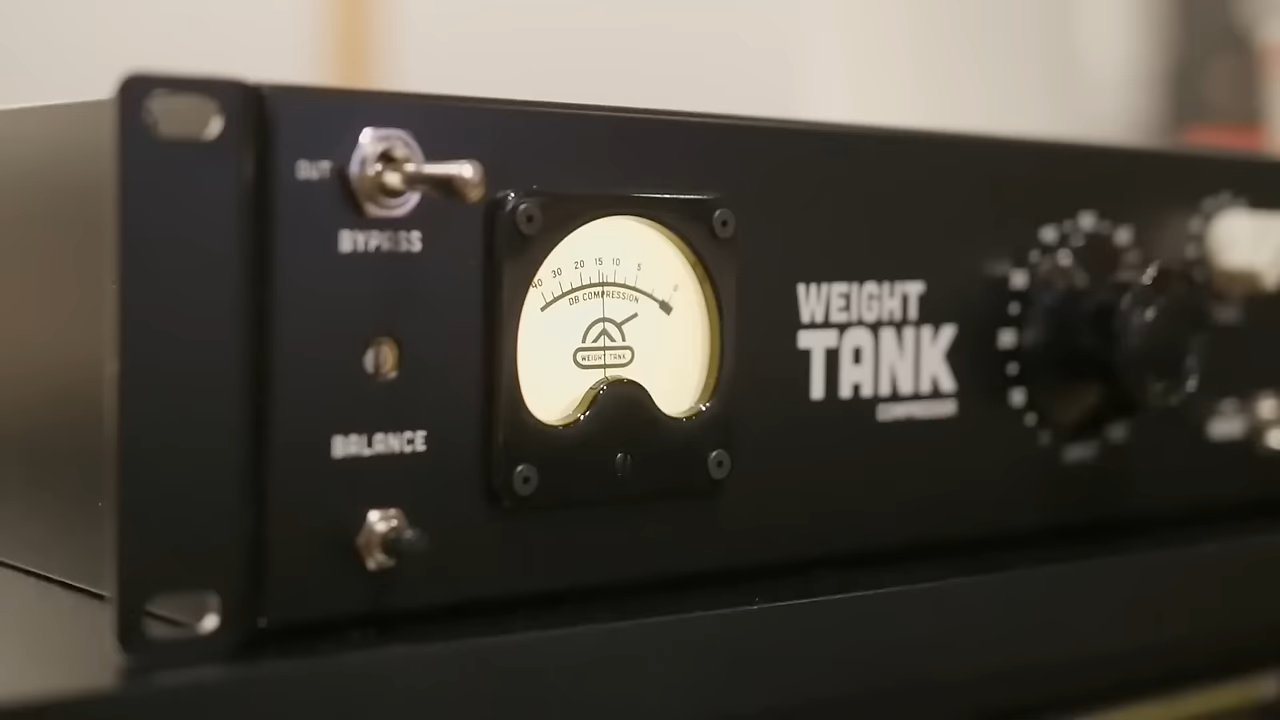 OUT
BYPASS
BALANCE
40 30 20 15 10 5 0
DB COMPRESSION
WEIGHT TANK
WEIGHT
TANK
COMPRESSOR